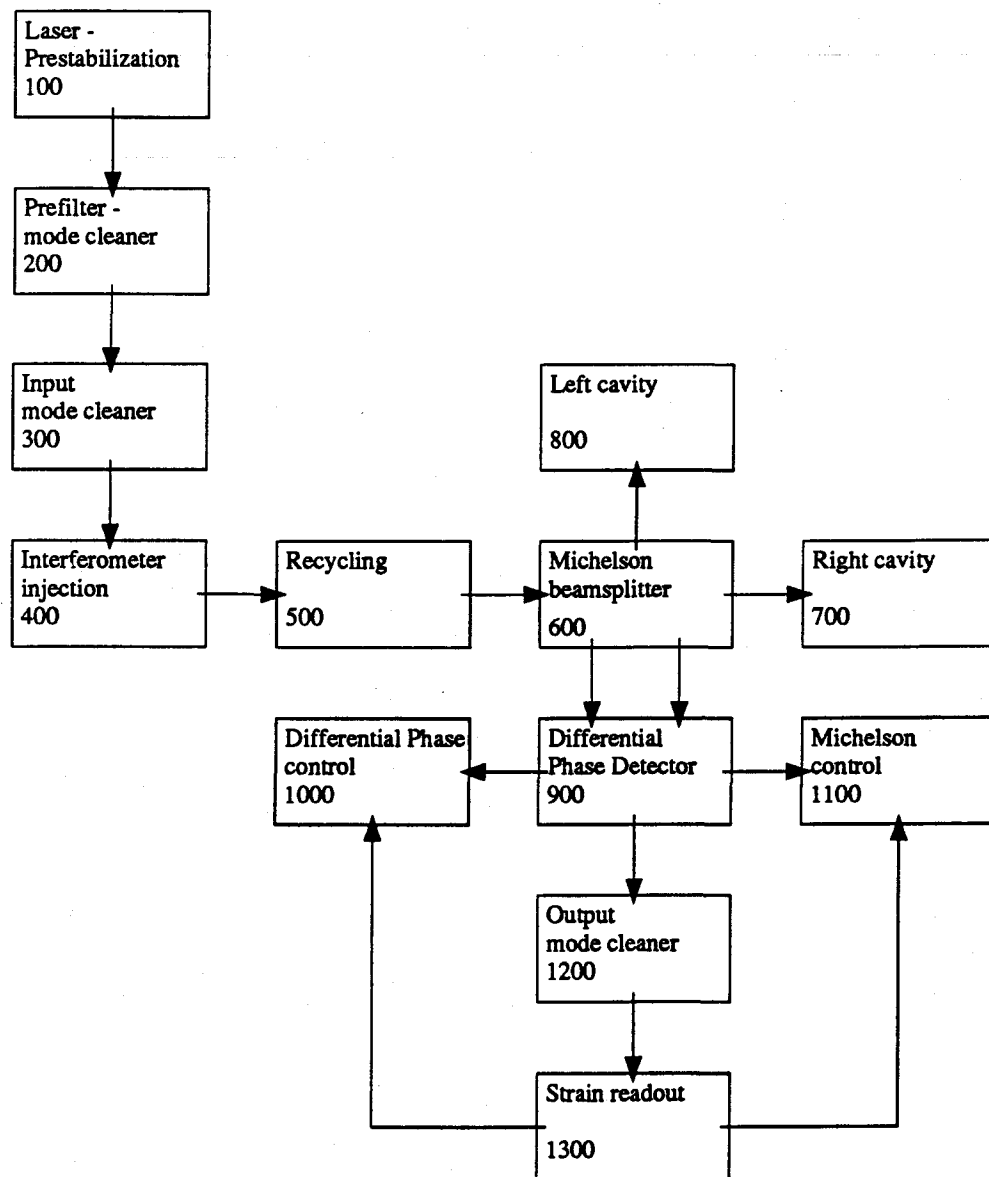 Laser -
Prestabilization
100
Prefilter -
mode cleaner
200
Input
mode cleaner
300
Left cavity
800
Interferometer
injection
400
Recycling
500
Michelson
beamsplitter
600
Right cavity
700
Differential Phase
control
1000
Differential
Phase Detector
900
Michelson
control
1100
Output
mode cleaner
1200
Strain readout
1300